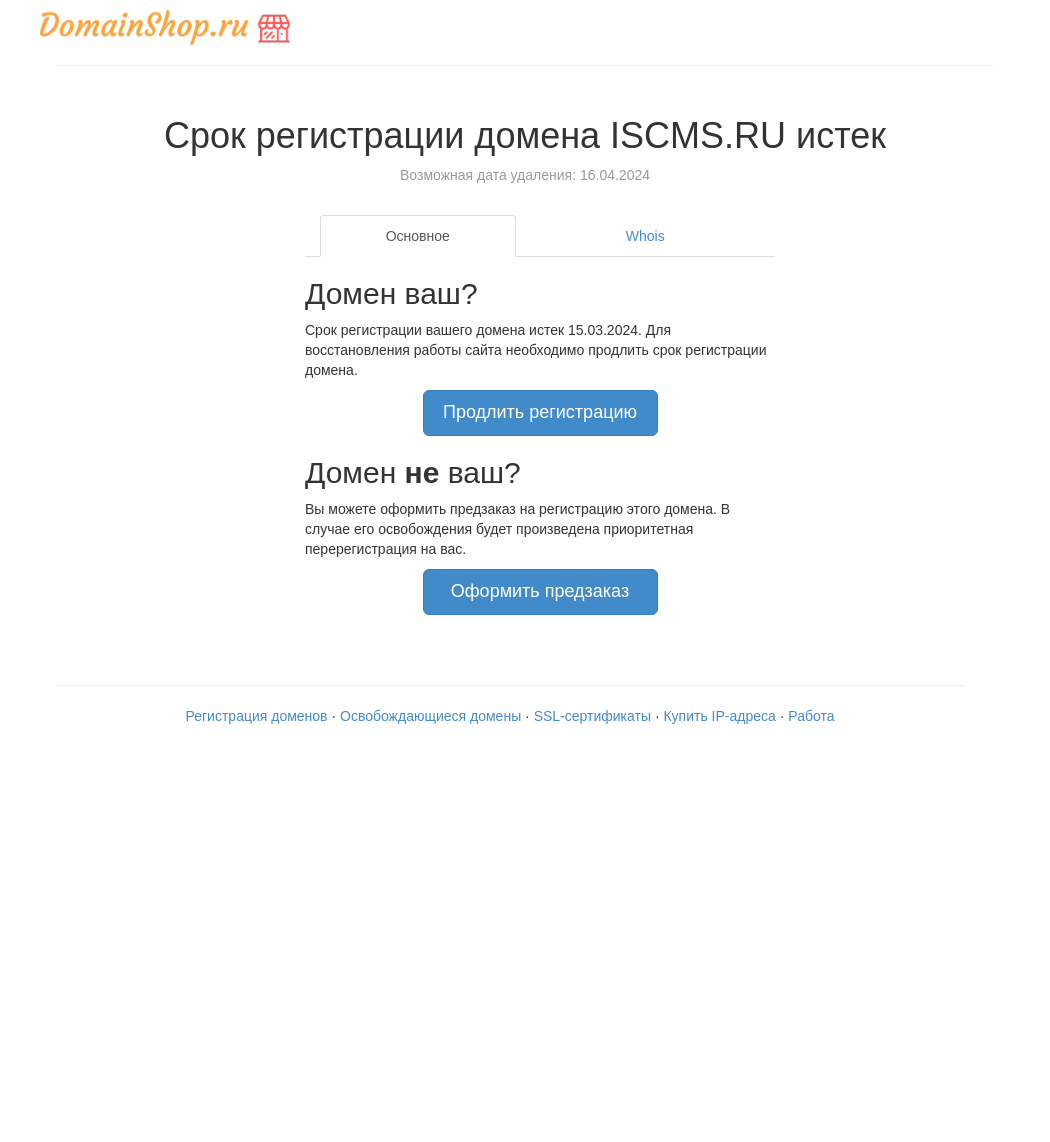 DomainShop.ru
Срок регистрации домена ISCMS.RU истек
Возможная дата удаления: 16.04.2024
Основное
Whois
Домен ваш?
Срок регистрации вашего домена истек 15.03.2024. Для
восстановления работы сайта необходимо продлить срок регистрации
домена.
Продлить регистрацию
Домен не ваш?
Вы можете оформить предзаказ на регистрацию этого домена. В
случае его освобождения будет произведена приоритетная
перерегистрация на вас.
Оформить предзаказ
Регистрация доменов · Освобождающиеся домены · SSL-сертификаты · Купить IP-адреса · Работа